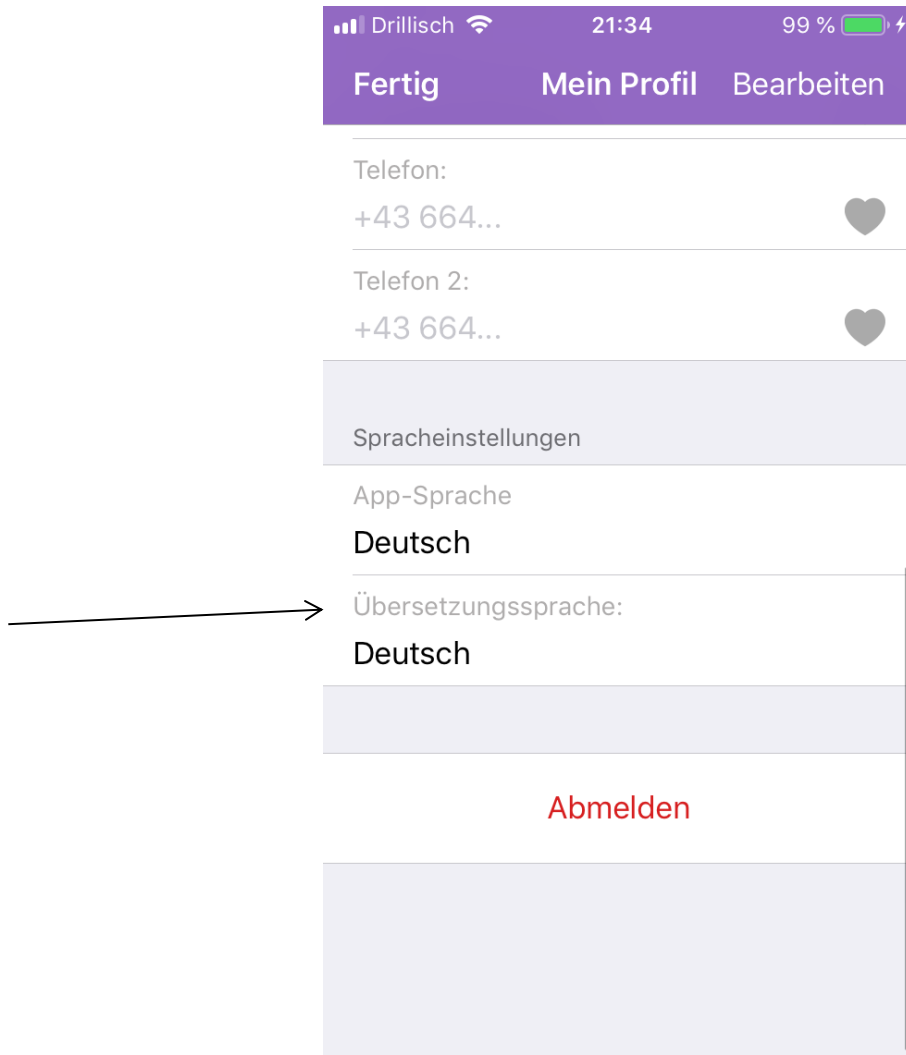 Drillisch 21:34 99 %
Fertig Mein Profil Bearbeiten
Telefon:
+43 664...
Telefon 2:
+43 664...
Spracheinstellungen
App-Sprache
Deutsch
Übersetzungssprache:
Deutsch
Abmelden